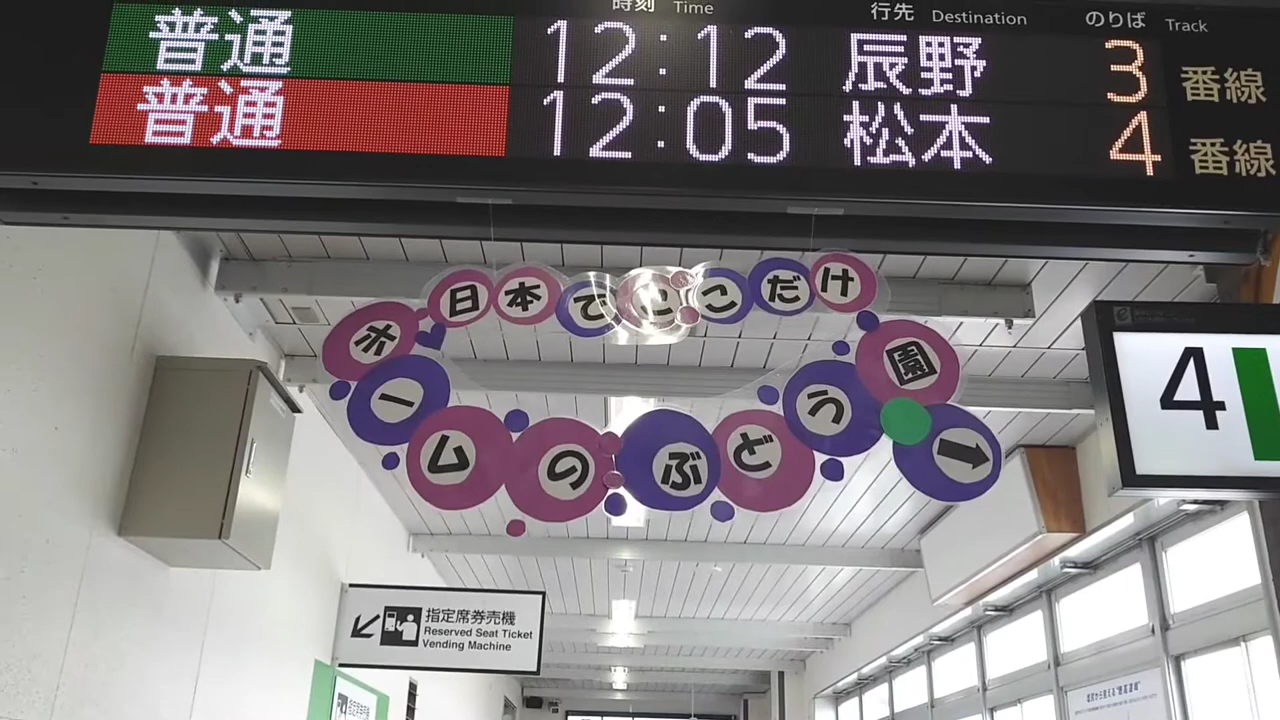 時刻 Time 行先 Destination のりば Track
普通 12:12 辰野 3 番線
普通 12:05 松本 4 番線
日本でここだけ
ホームのぶどう園
4
指定席券売機
Reserved Seat Ticket
Vending Machine